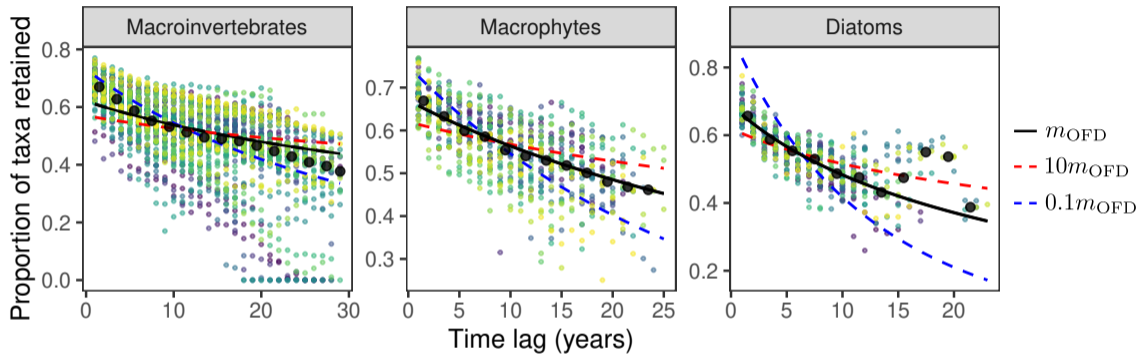 Macroinvertebrates
Macrophytes
Diatoms
Proportion of taxa retained
0.8
0.6
0.4
0.2
0.0
0 10 20 30
0.7
0.6
0.5
0.4
0.3
0 5 10 15 20 25
0.8
0.6
0.4
0.2
0 5 10 15 20
Time lag (years)
m_OFD
10m_OFD
0.1m_OFD